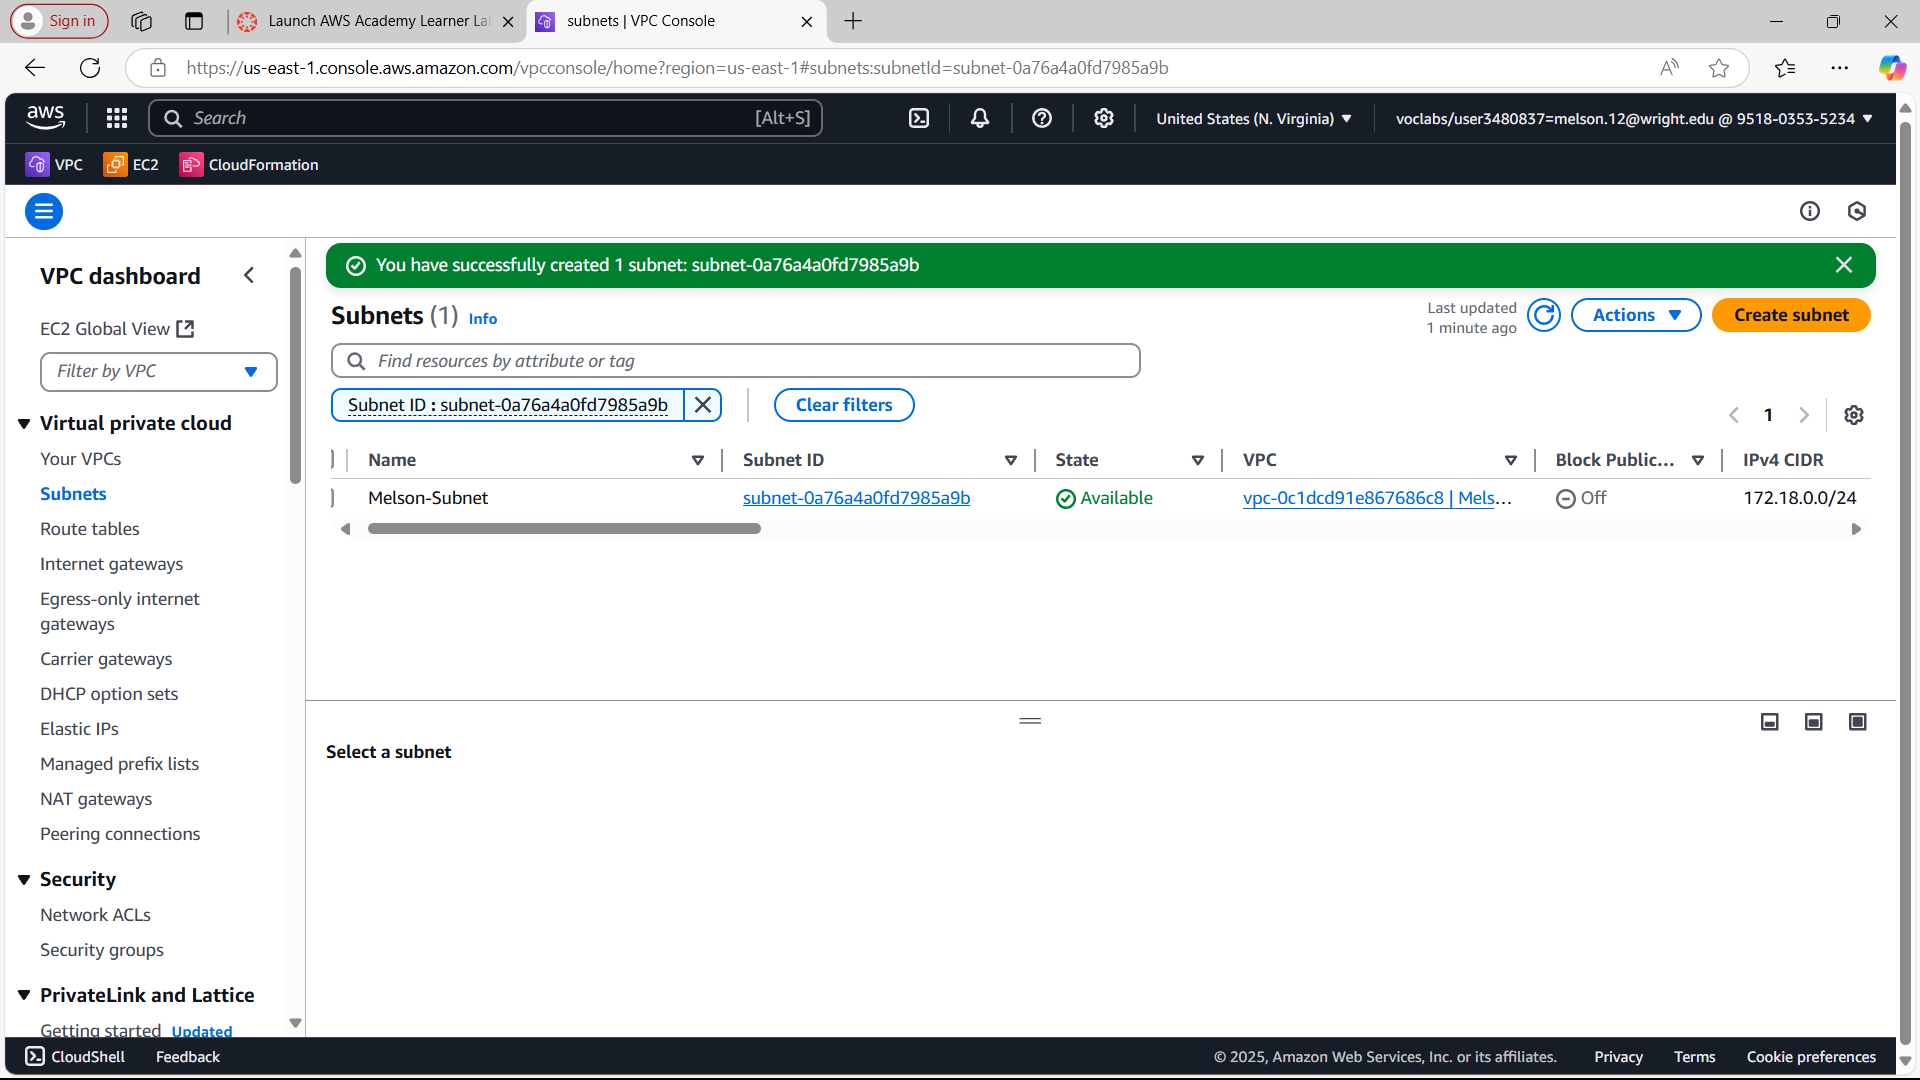 Sign in
Launch AWS Academy Learner La
subnets | VPC Console
https://us-east-1.console.aws.amazon.com/vpcconsole/home?region=us-east-1#subnets:subnetId=subnet-0a76a4a0fd7985a9b
aws
Search
[Alt+S]
United States (N. Virginia)
voclabs/user3480837=melson.12@wright.edu @ 9518-0353-5234
VPC
EC2
CloudFormation
VPC dashboard
EC2 Global View
Filter by VPC
Virtual private cloud
Your VPCs
Subnets
Route tables
Internet gateways
Egress-only internet
gateways
Carrier gateways
DHCP option sets
Elastic IPs
Managed prefix lists
NAT gateways
Peering connections
Security
Network ACLs
Security groups
PrivateLink and Lattice
Getting started Updated
You have successfully created 1 subnet: subnet-0a76a4a0fd7985a9b
Subnets (1) Info
Last updated
1 minute ago
Actions
Create subnet
Find resources by attribute or tag
Subnet ID : subnet-0a76a4a0fd7985a9b
Clear filters
1
Name Subnet ID State VPC Block Public... IPv4 CIDR
Melson-Subnet subnet-0a76a4a0fd7985a9b Available vpc-0c1dcd91e867686c8 | Mels... Off 172.18.0.0/24
Select a subnet
CloudShell
Feedback
© 2025, Amazon Web Services, Inc. or its affiliates.
Privacy
Terms
Cookie preferences